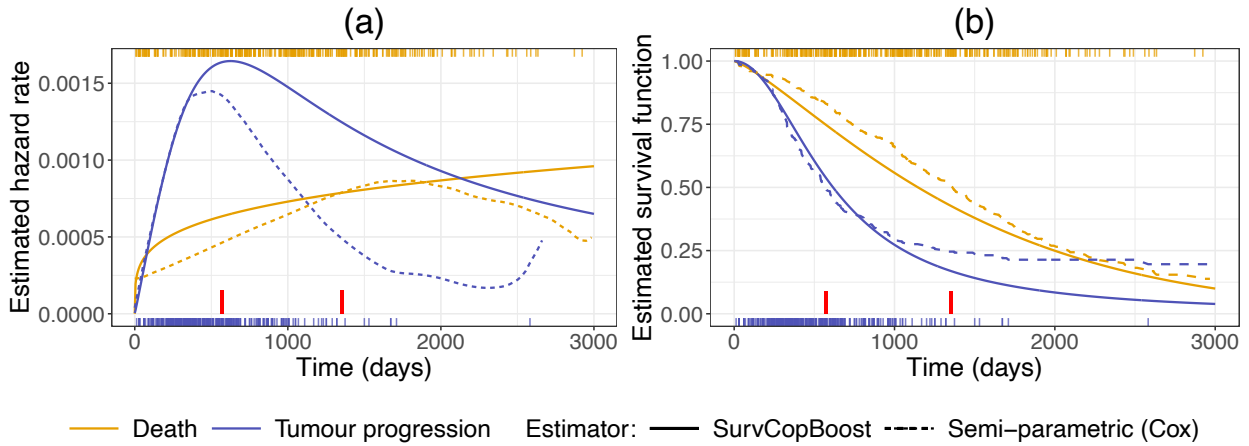 (a)
(b)
Estimated hazard rate
0.0015
0.0010
0.0005
0.0000
0
1000
2000
3000
Time (days)
Estimated survival function
1.00
0.75
0.50
0.25
0.00
0
1000
2000
3000
Time (days)
Death
Tumour progression
Estimator:
SurvCopBoost
Semi−parametric (Cox)